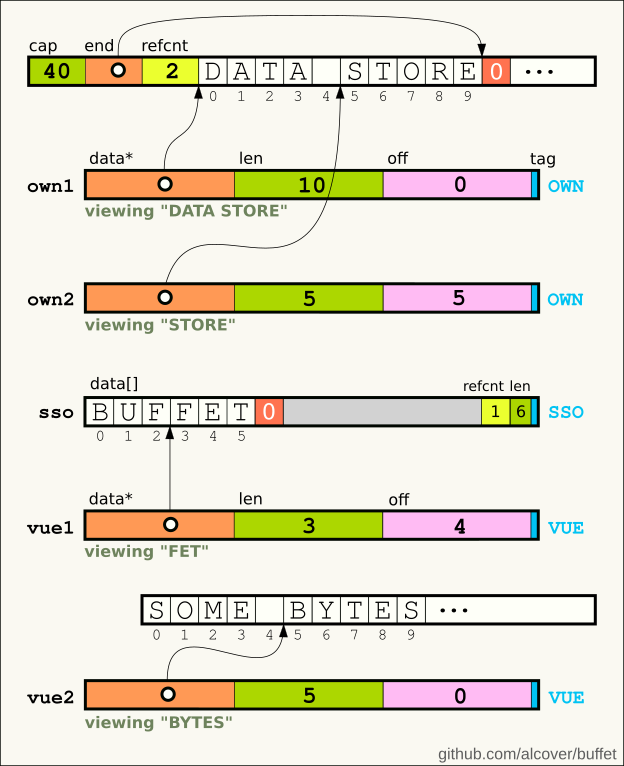 cap end refcnt
40 2 D A T A S T O R E 0 ...
0 1 2 3 4 5 6 7 8 9
data* len off tag
own1 10 0 OWN
viewing "DATA STORE"
own2 5 5 OWN
viewing "STORE"
data[] refcnt len
sso B U F F E T 0 1 6 SSO
0 1 2 3 4 5
data* len off
vue1 3 4 VUE
viewing "FET"
S O M E B Y T E S ...
0 1 2 3 4 5 6 7 8 9
vue2 5 0 VUE
viewing "BYTES"
github.com/alcover/buffet